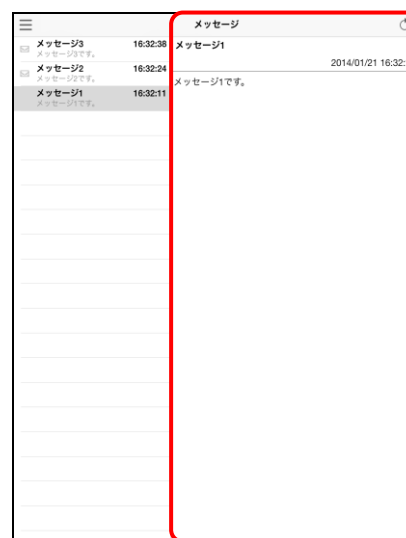 メッセージ3 16:32:38
メッセージ3です。
メッセージ2 16:32:24
メッセージ2です。
メッセージ1 16:32:11
メッセージ1です。
メッセージ
メッセージ1
2014/01/21 16:32:
メッセージ1です。